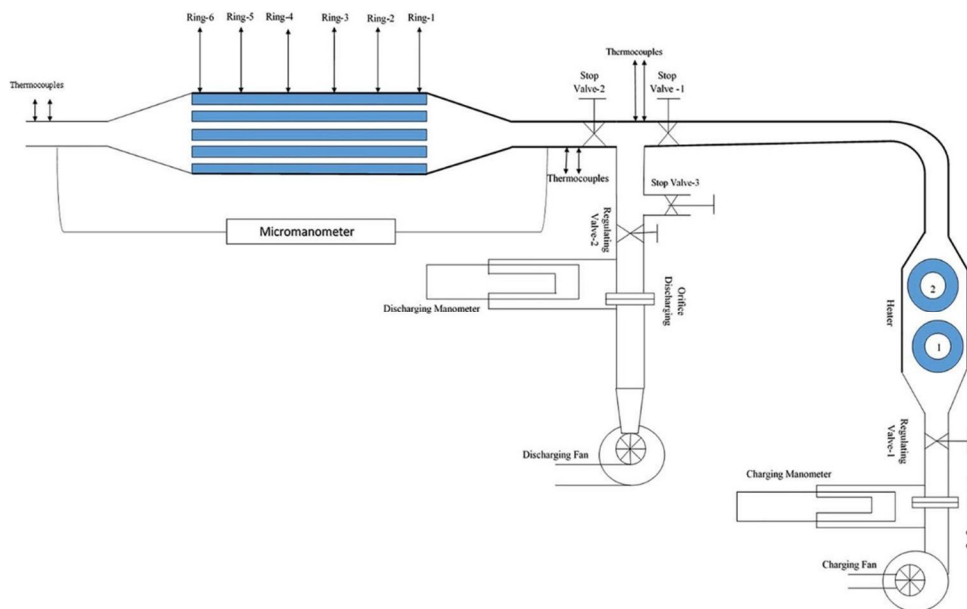 Ring-6
Ring-5
Ring-4
Ring-3
Ring-2
Ring-1
Thermocouples
Thermocouples
Stop
Valve-2
Stop
Valve -1
Thermocouples
Stop Valve-3
Micromanometer
Regulating
Valve-2
Discharging Manometer
Orifice
Discharging
Heater
2
1
Discharging Fan
Regulating
Valve-1
Charging Manometer
Charging Fan